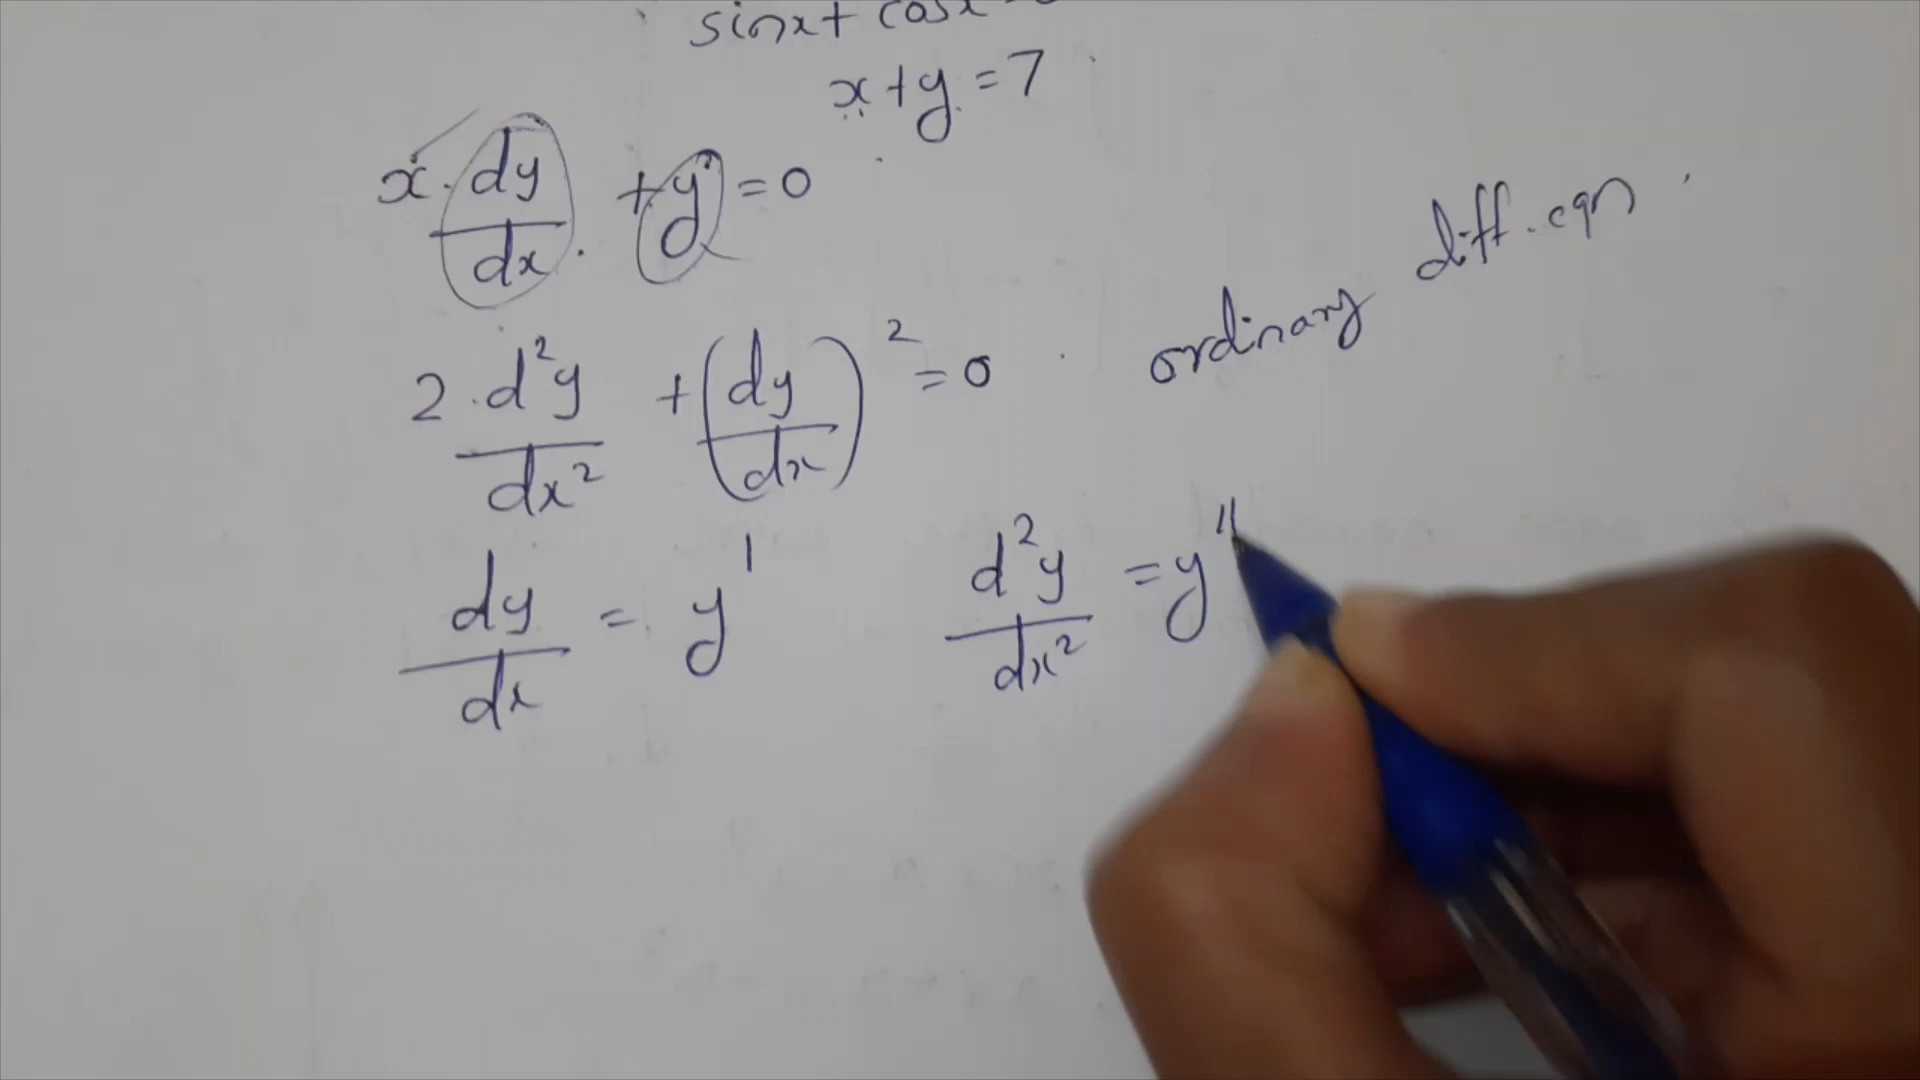 sinx + cosx
x + y = 7
x · dy/dx + y = 0
2 · d²y/dx² + (dy/dx)² = 0
ordinary diff. eqn.
dy/dx = y'
d²y/dx² = y''